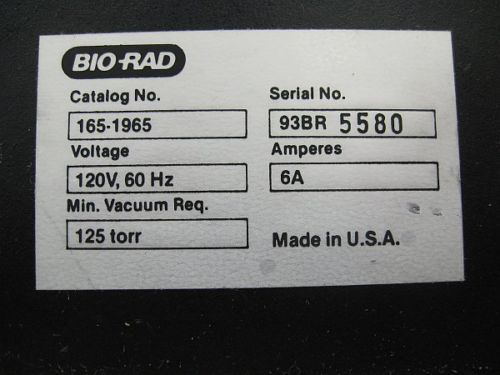 BIO-RAD
Catalog No.
165-1965
Serial No.
93BR 5580
Voltage
120V, 60 Hz
Amperes
6A
Min. Vacuum Req.
125 torr
Made in U.S.A.